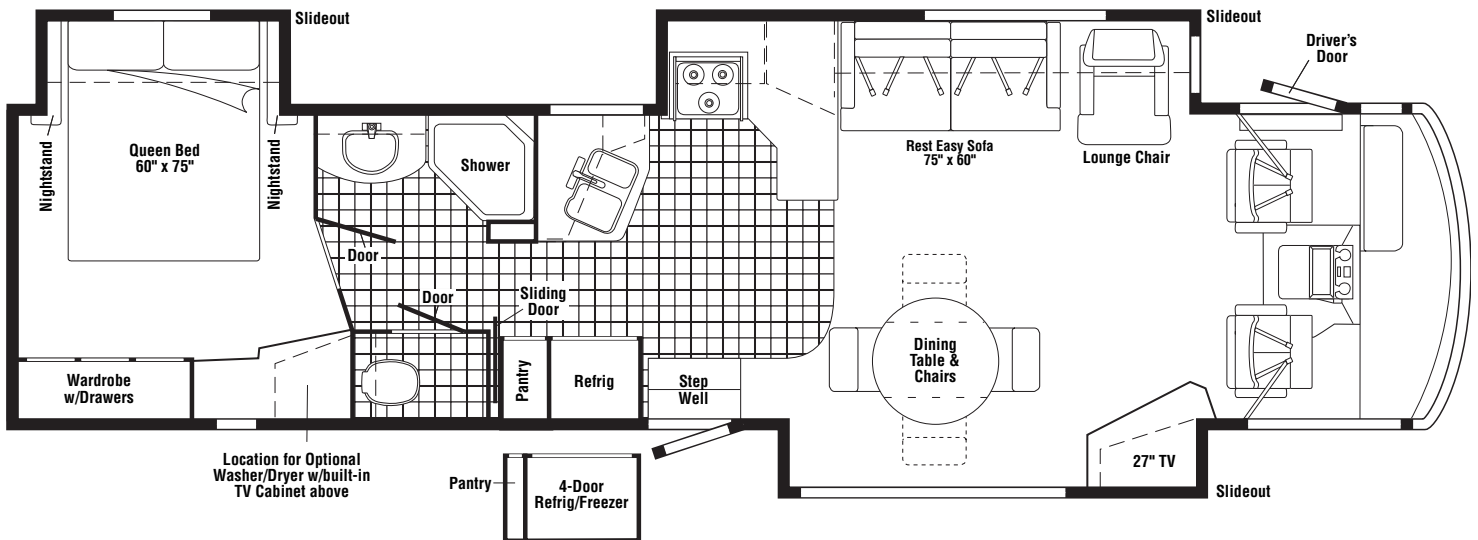 Slideout
Slideout
Driver's
Door
Nightstand
Queen Bed
60" x 75"
Nightstand
Shower
Rest Easy Sofa
75" x 60"
Lounge Chair
Door
Door
Sliding
Door
Wardrobe
w/Drawers
Pantry
Refrig
Step
Well
Dining
Table &
Chairs
Location for Optional
Washer/Dryer w/built-in
TV Cabinet above
Pantry
4-Door
Refrig/Freezer
27" TV
Slideout